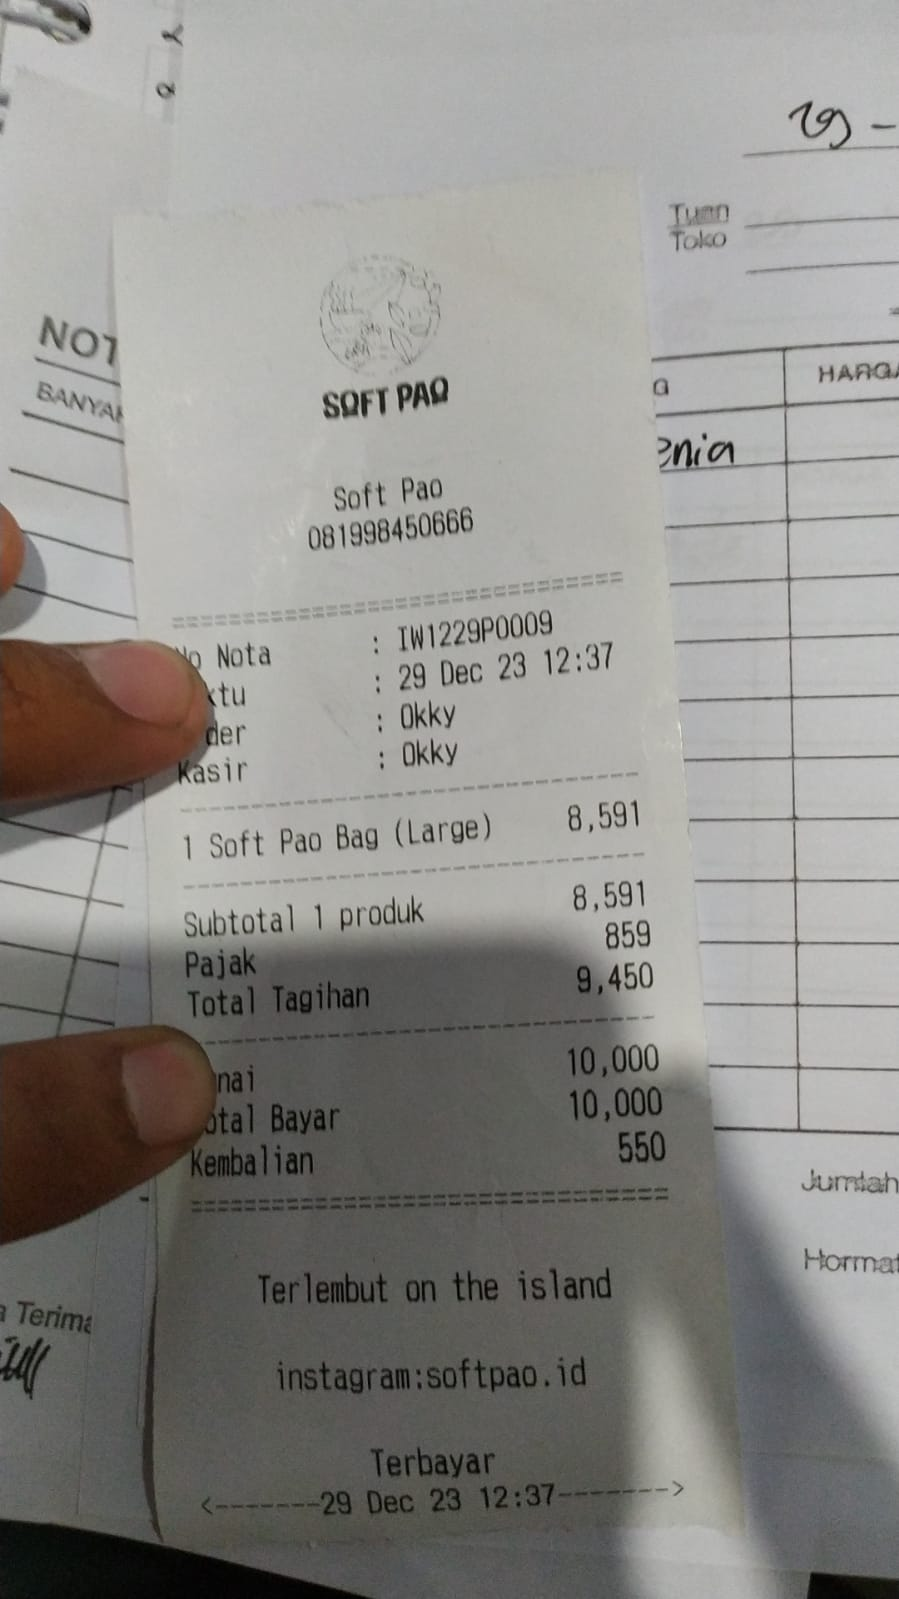 29 -
Tuan
Toko
NOT
BANYAK
HARGA
enia
SOFT PAO
Soft Pao
081998450666
No Nota : IW1229P0009
ktu : 29 Dec 23 12:37
der : Okky
Kasir : Okky
1 Soft Pao Bag (Large) 8,591
Subtotal 1 produk 8,591
Pajak 859
Total Tagihan 9,450
nai 10,000
otal Bayar 10,000
Kembalian 550
Jumlah
Hormat
Terima
Terlembut on the island
instagram:softpao.id
Terbayar
<-------29 Dec 23 12:37------->